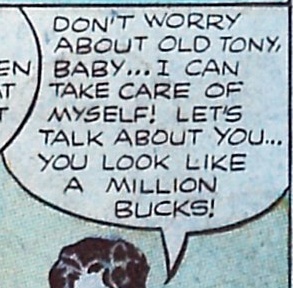 DON'T WORRY
ABOUT OLD TONY,
BABY... I CAN
TAKE CARE OF
MYSELF! LET'S
TALK ABOUT YOU...
YOU LOOK LIKE
A MILLION
BUCKS!